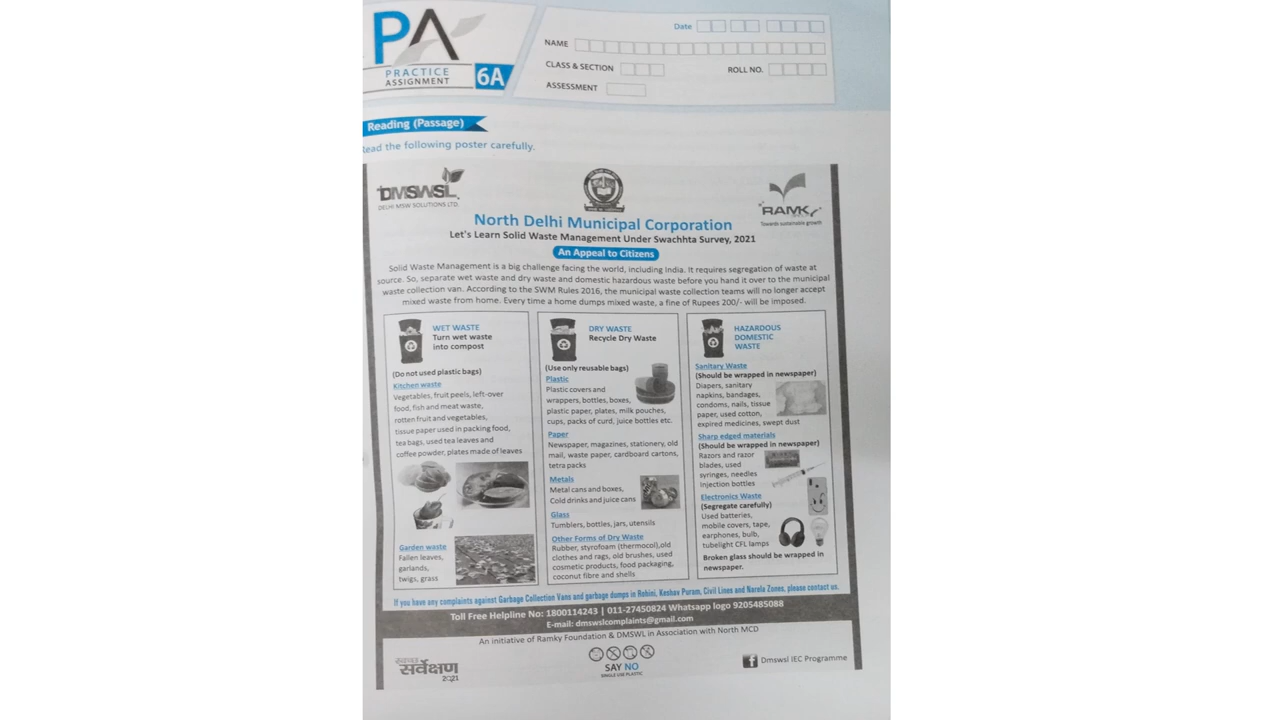 PA
PRACTICE
ASSIGNMENT
6A
Date
NAME
CLASS & SECTION
ROLL NO.
ASSESSMENT
Reading (Passage)
Read the following poster carefully.
DMSWSL
DELHI MSW SOLUTIONS LTD.
RAMKY
Towards sustainable growth
North Delhi Municipal Corporation
Let's Learn Solid Waste Management Under Swachhta Survey, 2021
An Appeal to Citizens
Solid Waste Management is a big challenge facing the world, including India. It requires segregation of waste at
source. So, separate wet waste and dry waste and domestic hazardous waste before you hand it over to the municipal
waste collection van. According to the SWM Rules 2016, the municipal waste collection teams will no longer accept
mixed waste from home. Every time a home dumps mixed waste, a fine of Rupees 200/- will be imposed.
WET WASTE
Turn wet waste
into compost
(Do not used plastic bags)
Kitchen waste
Vegetables, fruit peels, left-over
food, fish and meat waste,
rotten fruit and vegetables,
tissue paper used in packing food,
tea bags, used tea leaves and
coffee powder, plates made of leaves
Garden waste
Fallen leaves,
garlands,
twigs, grass
DRY WASTE
Recycle Dry Waste
(Use only reusable bags)
Plastic
Plastic covers and
wrappers, bottles, boxes,
plastic paper, plates, milk pouches,
cups, packs of curd, juice bottles etc.
Paper
Newspaper, magazines, stationery, old
mail, waste paper, cardboard cartons,
tetra packs
Metals
Metal cans and boxes,
Cold drinks and juice cans
Glass
Tumblers, bottles, jars, utensils
Other Forms of Dry Waste
Rubber, styrofoam (thermocol),old
clothes and rags, old brushes, used
cosmetic products, food packaging,
coconut fibre and shells
HAZARDOUS
DOMESTIC
WASTE
Sanitary Waste
(Should be wrapped in newspaper)
Diapers, sanitary
napkins, bandages,
condoms, nails, tissue
paper, used cotton,
expired medicines, swept dust
Sharp edged materials
(Should be wrapped in newspaper)
Razors and razor
blades, used
syringes, needles
injection bottles
Electronics Waste
(Segregate carefully)
Used batteries,
mobile covers, tape,
earphones, bulb,
tubelight CFL lamps
Broken glass should be wrapped in
newspaper.
If you have any complaints against Garbage Collection Vans and garbage dumps in Rohini, Keshav Puram, Civil Lines and Narela Zones, please contact us.
Toll Free Helpline No: 1800114243 | 011-27450824 Whatsapp logo 9205485088
E-mail: dmswslcomplaints@gmail.com
An initiative of Ramky Foundation & DMSWL in Association with North MCD
स्वच्छ
सर्वेक्षण
2021
SAY NO
SINGLE USE PLASTIC
Dmswsl IEC Programme